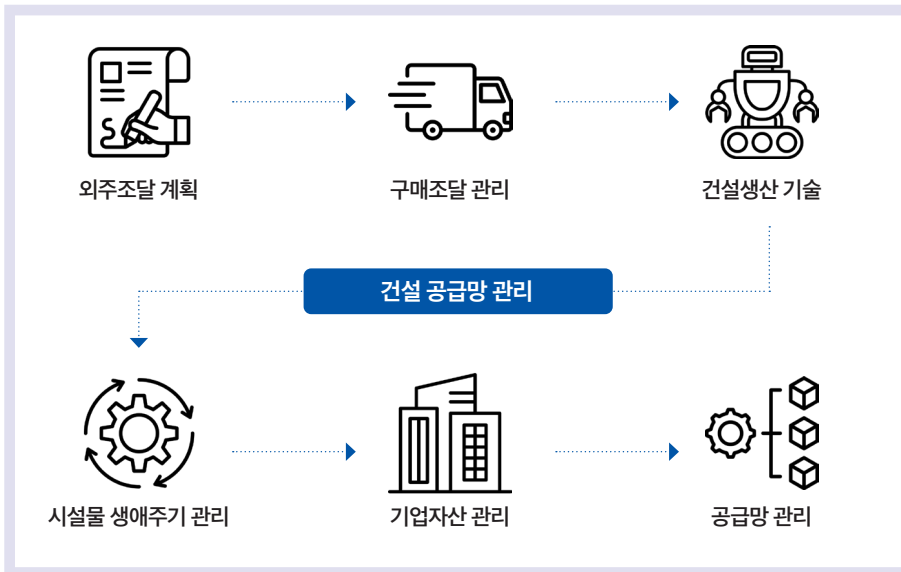 외주조달 계획
구매조달 관리
건설생산 기술
건설 공급망 관리
시설물 생애주기 관리
기업자산 관리
공급망 관리